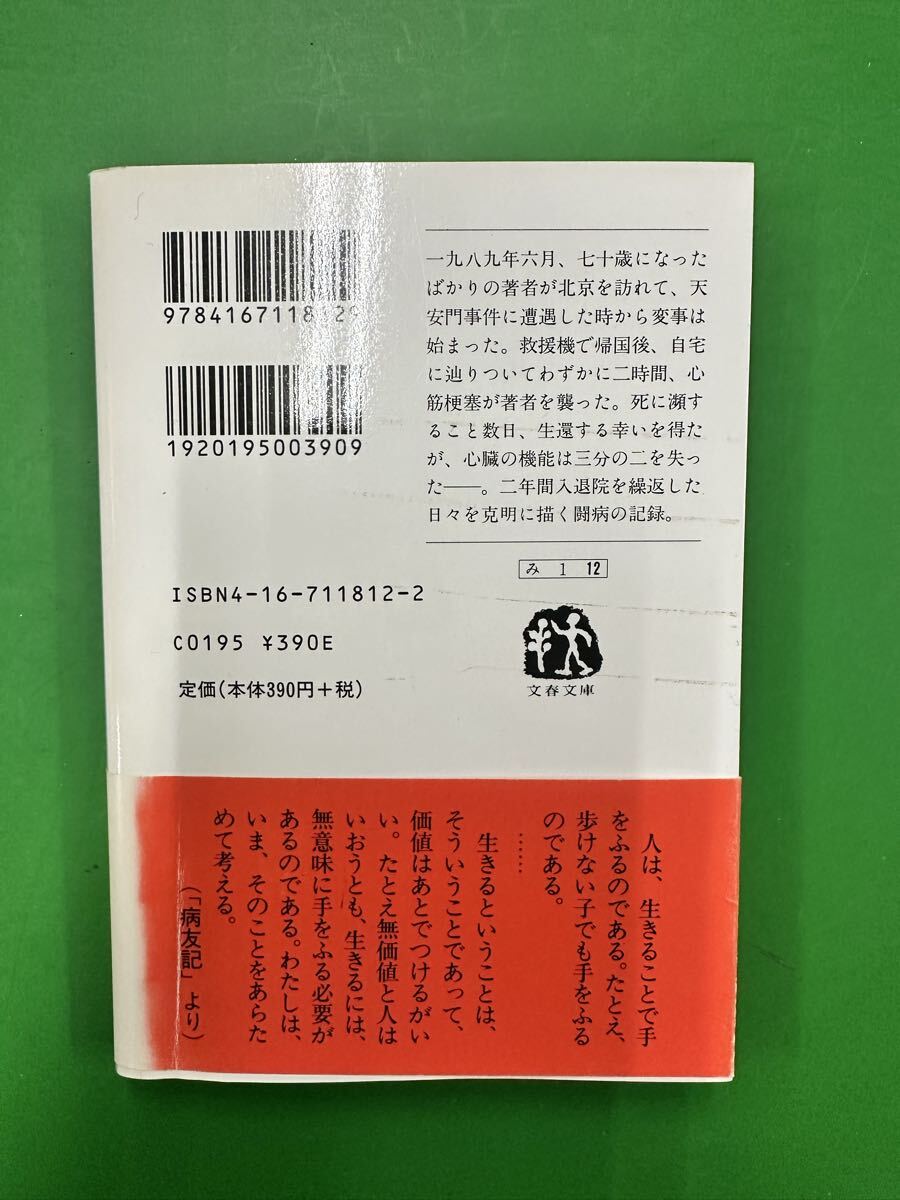 一九八九年六月、七十歳になった
ばかりの著者が北京を訪れて、天
安門事件に遭遇した時から変事は
始まった。救援機で帰国後、自宅
に辿りついてわずかに二時間、心
筋梗塞が著者を襲った。死に瀕す
ること数日、生還する幸いを得た
が、心臓の機能は三分の二を失っ
た――。二年間入退院を繰返した
日々を克明に描く闘病の記録。
み 1 12
文春文庫
1920195003909
ISBN4-16-711812-2
C0195 ¥390E
定価(本体390円+税)
人は、生きることで手
をふるのである。たとえ、
歩けない子でも手をふる
のである。
……
生きるということは、
そういうことであって、
価値はあとでつけるがい
い。たとえ無価値と人は
いおうとも、生きるには、
無意味に手をふる必要が
あるのである。わたしは、
いま、そのことをあらた
めて考える。
(「病友記」より)